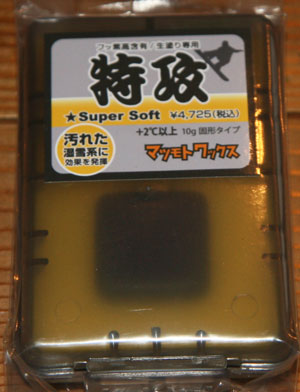 フッ素高含有/生塗り専用
特攻
★Super Soft ¥4,725(税込)
+2℃以上 10g 固形タイプ
汚れた
湿雪系に
効果を発揮
マツモトワックス